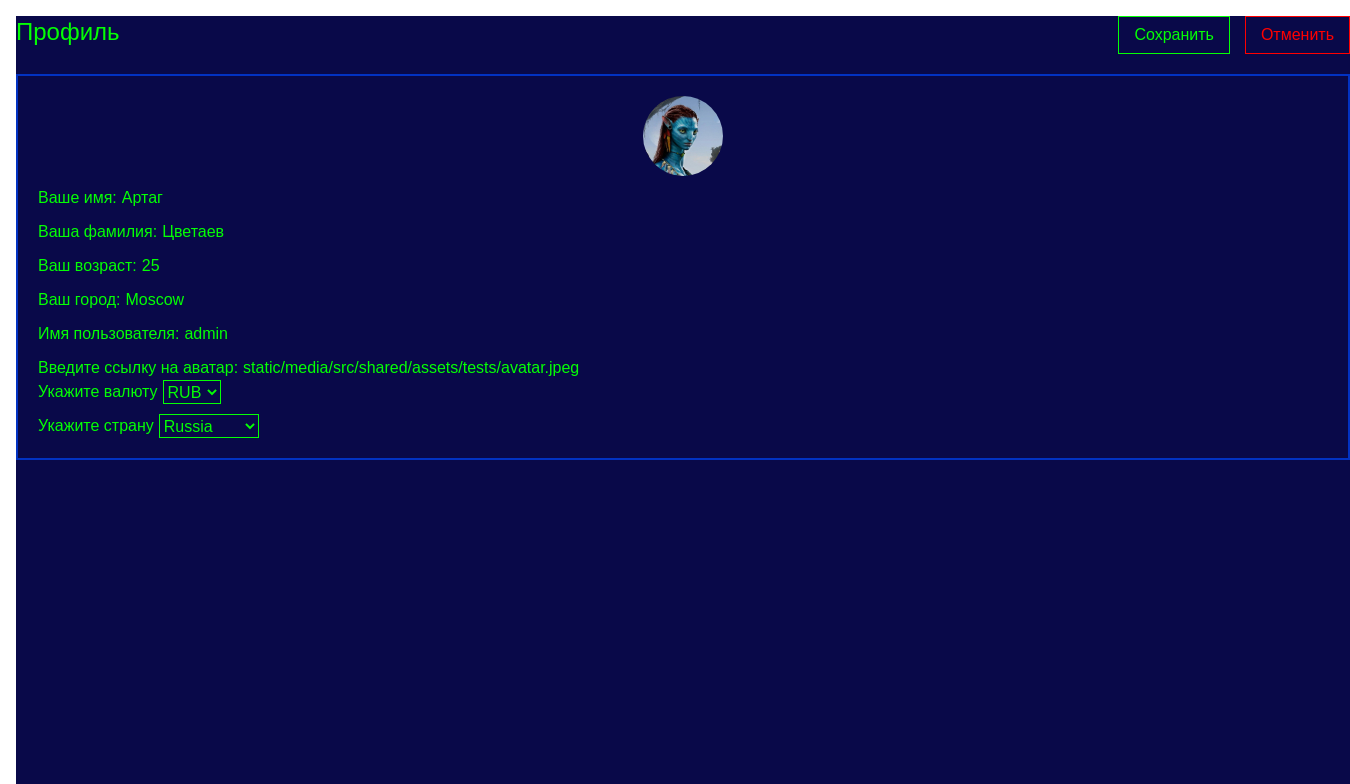 Профиль
Сохранить
Отменить
Ваше имя: Артаг
Ваша фамилия: Цветаев
Ваш возраст: 25
Ваш город: Moscow
Имя пользователя: admin
Введите ссылку на аватар: static/media/src/shared/assets/tests/avatar.jpeg
Укажите валюту RUB
Укажите страну Russia